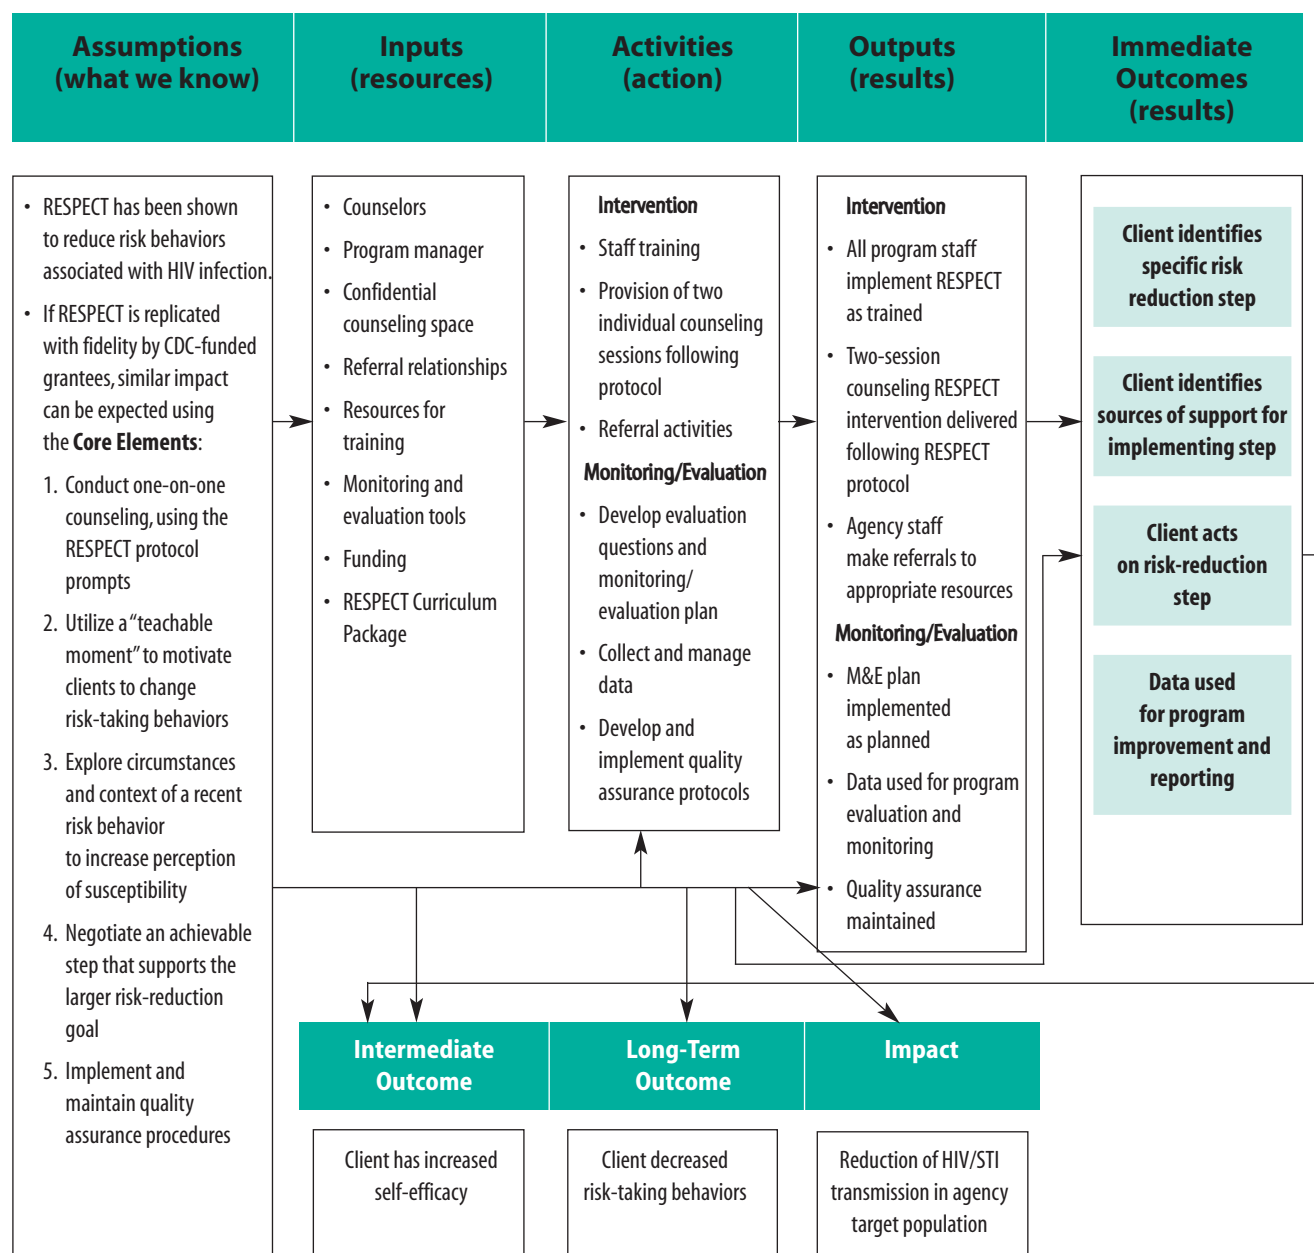 Assumptions
(what we know)
Inputs
(resources)
Activities
(action)
Outputs
(results)
Immediate
Outcomes
(results)
• RESPECT has been shown
to reduce risk behaviors
associated with HIV infection.
• If RESPECT is replicated
with fidelity by CDC-funded
grantees, similar impact
can be expected using
the Core Elements:
1. Conduct one-on-one
counseling, using the
RESPECT protocol
prompts
2. Utilize a “teachable
moment” to motivate
clients to change
risk-taking behaviors
3. Explore circumstances
and context of a recent
risk behavior
to increase perception
of susceptibility
4. Negotiate an achievable
step that supports the
larger risk-reduction
goal
5. Implement and
maintain quality
assurance procedures
• Counselors
• Program manager
• Confidential
counseling space
• Referral relationships
• Resources for
training
• Monitoring and
evaluation tools
• Funding
• RESPECT Curriculum
Package
Intervention
• Staff training
• Provision of two
individual counseling
sessions following
protocol
• Referral activities
Monitoring/Evaluation
• Develop evaluation
questions and
monitoring/
evaluation plan
• Collect and manage
data
• Develop and
implement quality
assurance protocols
Intervention
• All program staff
implement RESPECT
as trained
• Two-session
counseling RESPECT
intervention delivered
following RESPECT
protocol
• Agency staff
make referrals to
appropriate resources
Monitoring/Evaluation
• M&E plan
implemented
as planned
• Data used for program
evaluation and
monitoring
• Quality assurance
maintained
Client identifies
specific risk
reduction step
Client identifies
sources of support for
implementing step
Client acts
on risk-reduction
step
Data used
for program
improvement and
reporting
Intermediate
Outcome
Long-Term
Outcome
Impact
Client has increased
self-efficacy
Client decreased
risk-taking behaviors
Reduction of HIV/STI
transmission in agency
target population